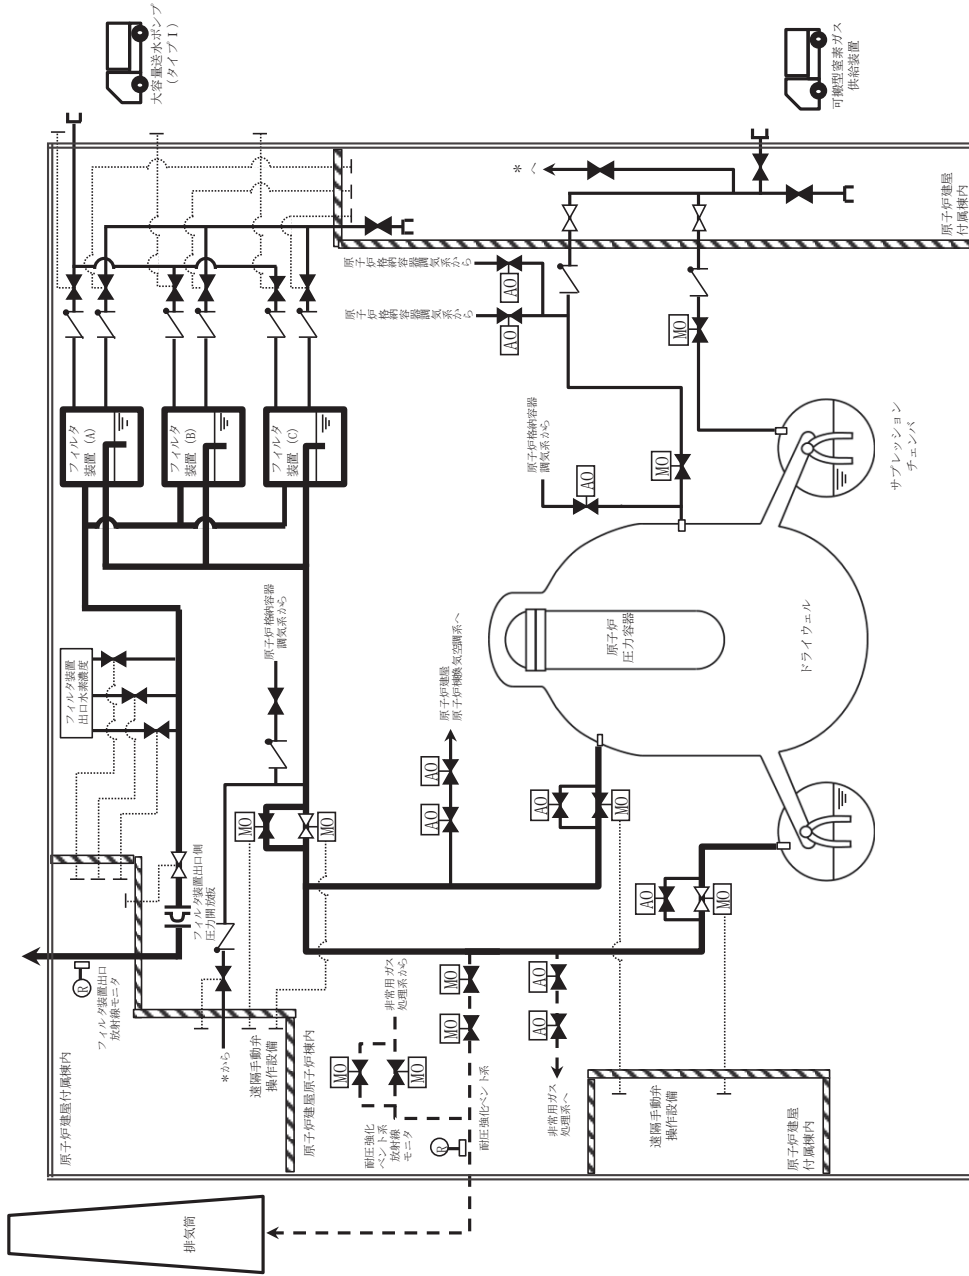 大容量送水ポンプ
(タイプⅠ)
可搬型窒素ガス
供給装置
*へ
原子炉建屋
付属棟内
原子炉格納容器調気系から
AO
原子炉格納容器調気系から
AO
MO
フィルタ
装置 (A)
フィルタ
装置 (B)
フィルタ
装置 (C)
原子炉格納容器
調気系から
AO
MO
サプレッション
チェンバ
フィルタ装置
出口水素濃度
原子炉格納容器
調気系から
原子炉建屋
原子炉棟換気空調系へ
原子炉
圧力容器
ドライウェル
AO
AO
MO
MO
AO
MO
フィルタ装置出口側
圧力開放板
AO
MO
R
フィルタ装置出口
放射線モニタ
*から
遠隔手動弁
操作設備
原子炉建屋付属棟内
原子炉建屋原子炉棟内
非常用ガス
処理系から
MO
MO
MO
MO
AO
AO
非常用ガス
処理系へ
耐圧強化
ベント系
放射線
モニタ
R
耐圧強化ベント系
遠隔手動弁
操作設備
原子炉建屋
付属棟内
排気筒